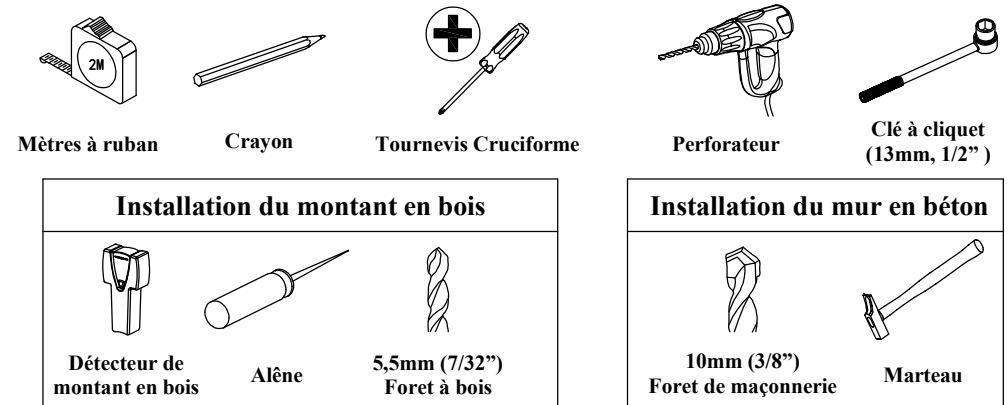 2M
Mètres à ruban
Crayon
Tournevis Cruciforme
Perforateur
Clé à cliquet
(13mm, 1/2” )
Installation du montant en bois
Détecteur de
montant en bois
Alêne
5,5mm (7/32”)
Foret à bois
Installation du mur en béton
10mm (3/8”)
Foret de maçonnerie
Marteau